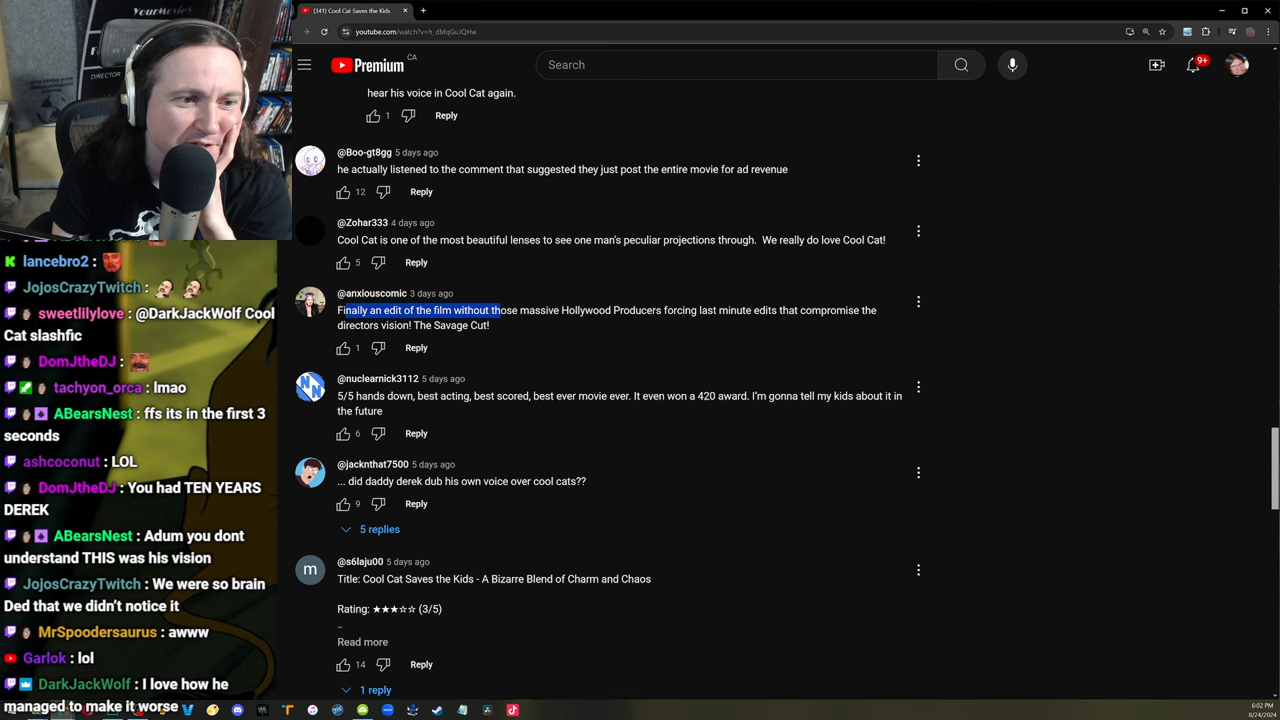 (341) Cool Cat Saves the Kids
youtube.com/watch?v=h_dMqGuJQHw
Premium CA
Search
9+
DIRECTOR
hear his voice in Cool Cat again.
1 Reply
@Boo-gt8gg 5 days ago
he actually listened to the comment that suggested they just post the entire movie for ad revenue
12 Reply
@Zohar333 4 days ago
Cool Cat is one of the most beautiful lenses to see one man's peculiar projections through. We really do love Cool Cat!
5 Reply
@anxiouscomic 3 days ago
Finally an edit of the film without those massive Hollywood Producers forcing last minute edits that compromise the
directors vision! The Savage Cut!
1 Reply
@nuclearnick3112 5 days ago
5/5 hands down, best acting, best scored, best ever movie ever. It even won a 420 award. I'm gonna tell my kids about it in
the future
6 Reply
@jacknthat7500 5 days ago
... did daddy derek dub his own voice over cool cats??
9 Reply
5 replies
m
@s6laju00 5 days ago
Title: Cool Cat Saves the Kids - A Bizarre Blend of Charm and Chaos
Rating: ★★★☆☆ (3/5)
..
Read more
14 Reply
1 reply
lancebro2 :
JojosCrazyTwitch :
sweetlilylove : @DarkJackWolf Cool
Cat slashfic
DomJtheDJ :
tachyon_orca : lmao
ABearsNest : ffs its in the first 3
seconds
ashcoconut : LOL
DomJtheDJ : You had TEN YEARS
DEREK
ABearsNest : Adum you dont
understand THIS was his vision
JojosCrazyTwitch : We were so brain
Ded that we didn't notice it
MrSpoodersaurus : awww
Garlok : lol
DarkJackWolf : I love how he
managed to make it worse
6:02 PM
8/24/2024